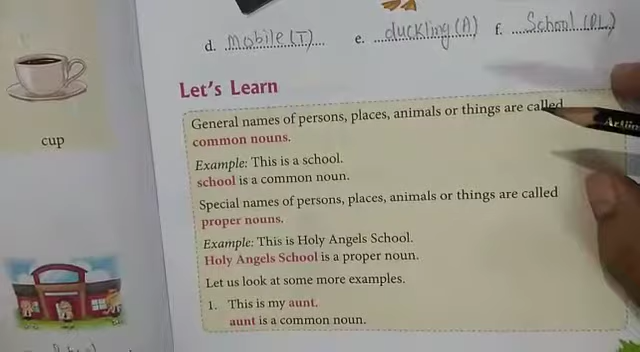 d. mobile (T) e. duckling (A) f. School (PL)
cup
Let's Learn
General names of persons, places, animals or things are called
common nouns.
Example: This is a school.
school is a common noun.
Special names of persons, places, animals or things are called
proper nouns.
Example: This is Holy Angels School.
Holy Angels School is a proper noun.
Let us look at some more examples.
1. This is my aunt.
aunt is a common noun.